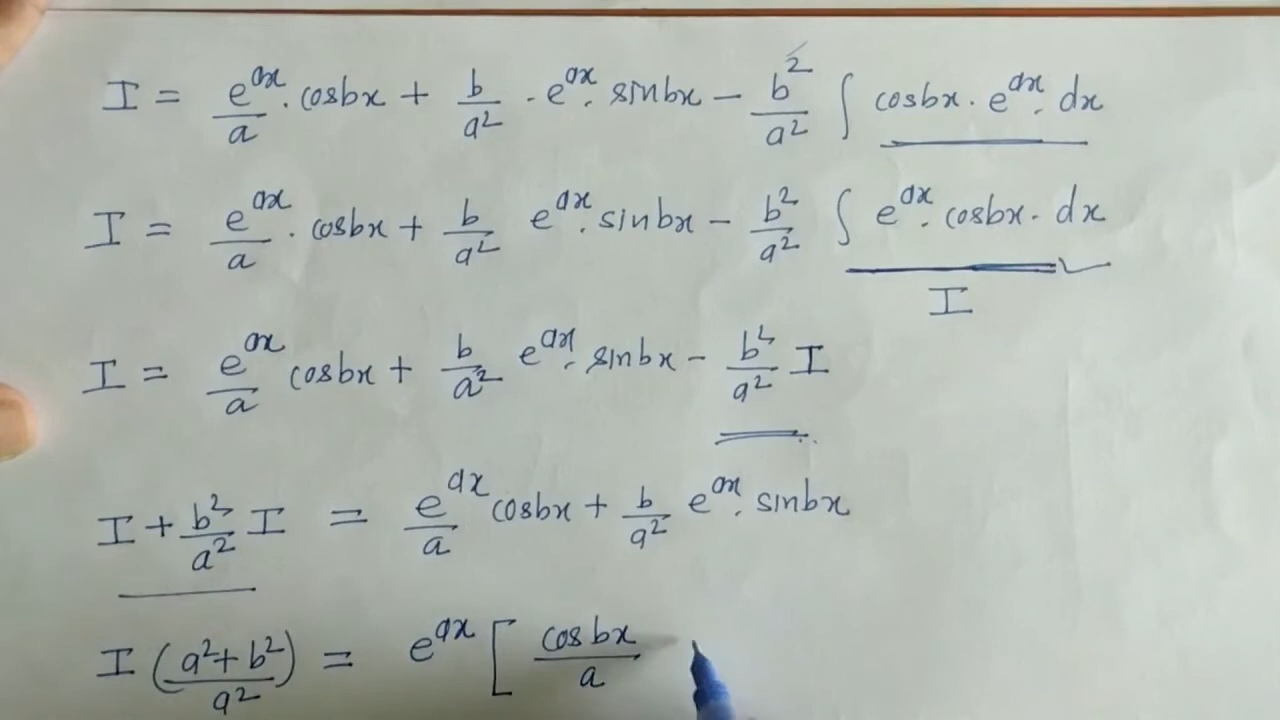 I = e^ax/a . cosbx + b/a² . e^ax . sinbx - b²/a² ∫ cosbx . e^ax . dx
I = e^ax/a . cosbx + b/a² e^ax . sinbx - b²/a² ∫ e^ax . cosbx . dx
I
I = e^ax/a cosbx + b/a² e^ax . sinbx - b²/a² I
I + b²/a² I = e^ax/a cosbx + b/a² e^ax . sinbx
I (a²+b²/a²) = e^ax [ cosbx/a